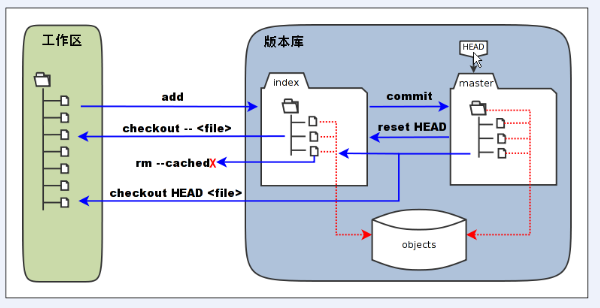 工作区
版本库
HEAD
index
master
add
commit
checkout -- <file>
reset HEAD
rm --cached
X
checkout HEAD <file>
objects